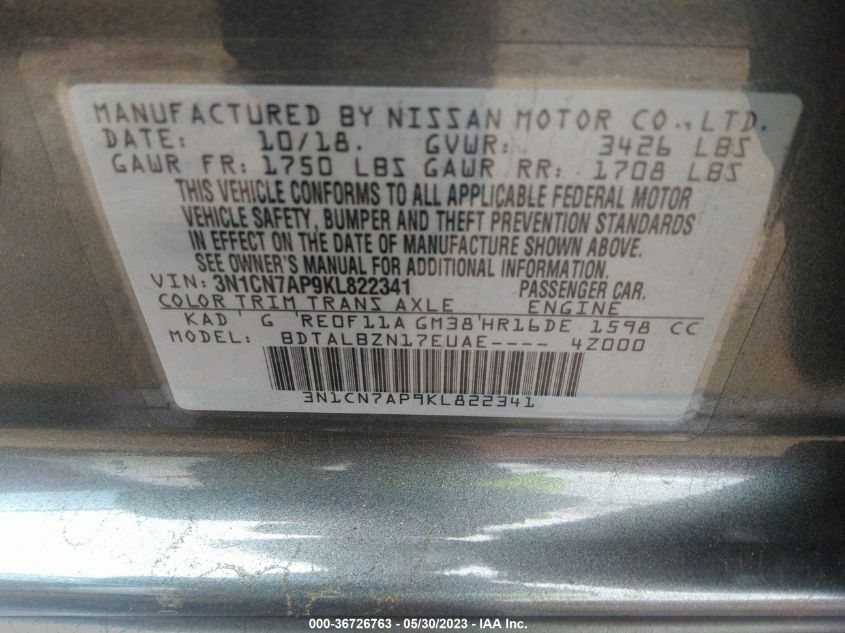 MANUFACTURED BY NISSAN MOTOR CO., LTD.
DATE: 10/18. GVWR: 3426 LBS
GAWR FR: 1750 LBS GAWR RR: 1708 LBS
THIS VEHICLE CONFORMS TO ALL APPLICABLE FEDERAL MOTOR
VEHICLE SAFETY, BUMPER AND THEFT PREVENTION STANDARDS
IN EFFECT ON THE DATE OF MANUFACTURE SHOWN ABOVE.
SEE OWNER'S MANUAL FOR ADDITIONAL INFORMATION.
VIN: 3N1CN7AP9KL822341 PASSENGER CAR.
COLOR TRIM TRANS AXLE ENGINE
KAD G RE0F11A GM38 HR16DE 1598 CC
MODEL: BDTALBZN17EUAE---- 4Z000
3N1CN7AP9KL822341
000-36726763 / 05/30/2023 - IAA Inc.